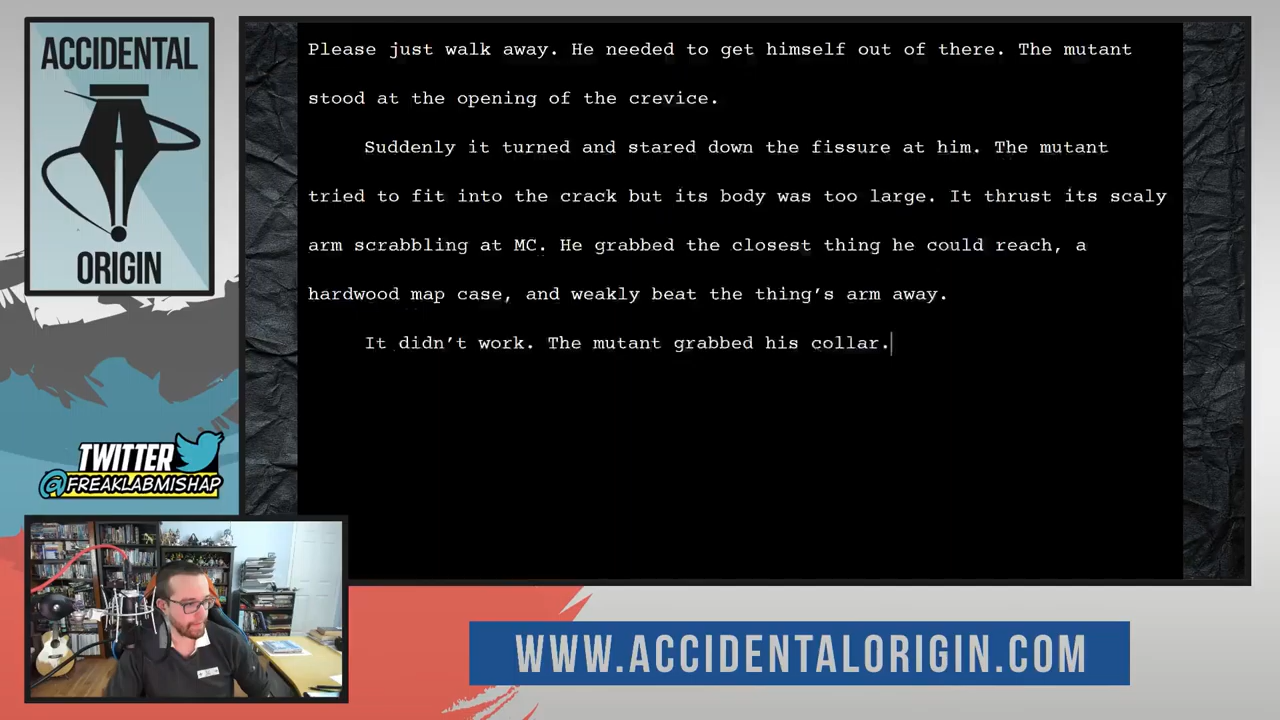 ACCIDENTAL
ORIGIN
Please just walk away. He needed to get himself out of there. The mutant
stood at the opening of the crevice.
Suddenly it turned and stared down the fissure at him. The mutant
tried to fit into the crack but its body was too large. It thrust its scaly
arm scrabbling at MC. He grabbed the closest thing he could reach, a
hardwood map case, and weakly beat the thing’s arm away.
It didn’t work. The mutant grabbed his collar.
TWITTER
@FREAKLABMISHAP
WWW.ACCIDENTALORIGIN.COM